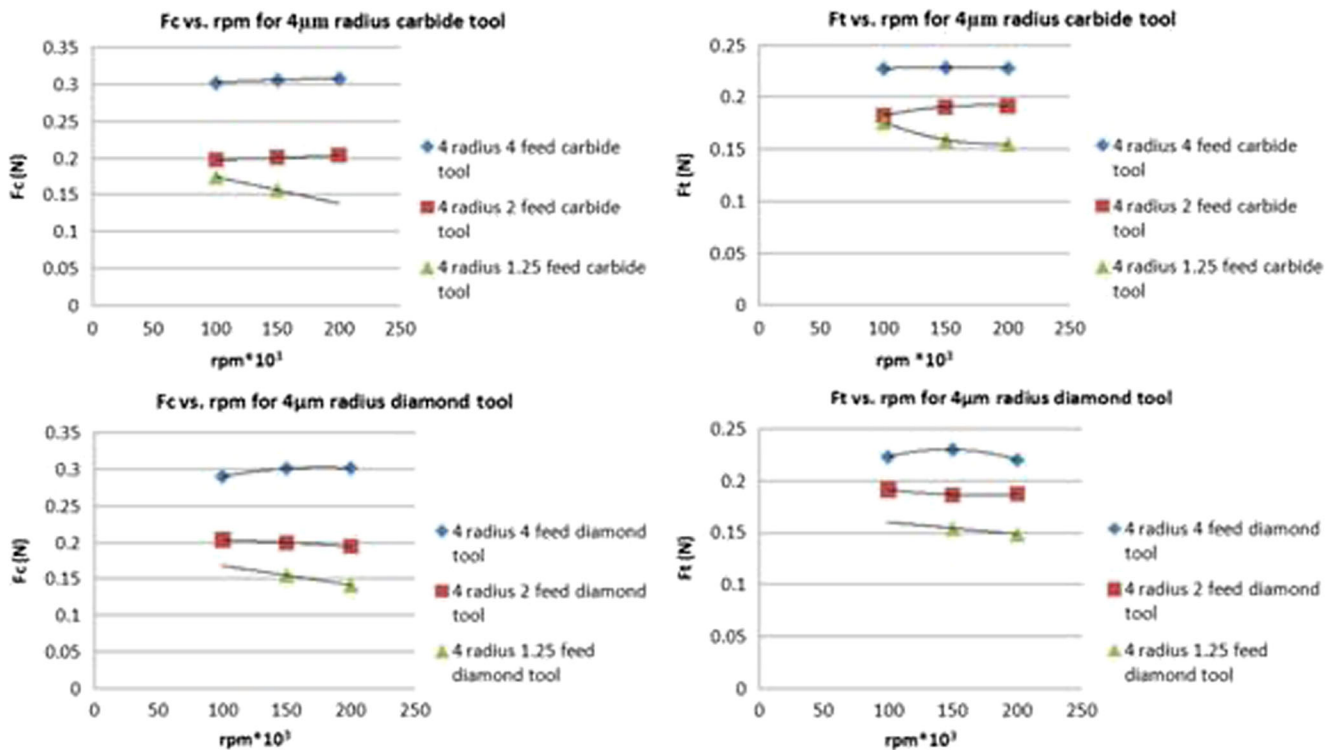 Fc vs. rpm for 4μm radius carbide tool
0.35
0.3
0.25
0.2
0.15
0.1
0.05
0
Fc (N)
0 50 100 150 200 250
rpm*10³
4 radius 4 feed carbide
tool
4 radius 2 feed carbide
tool
4 radius 1.25 feed carbide
tool
Ft vs. rpm for 4μm radius carbide tool
0.25
0.2
0.15
0.1
0.05
0
Ft (N)
0 50 100 150 200 250
rpm *10³
4 radius 4 feed carbide
tool
4 radius 2 feed carbide
tool
4 radius 1.25 feed carbide
tool
Fc vs. rpm for 4μm radius diamond tool
0.35
0.3
0.25
0.2
0.15
0.1
0.05
0
Fc (N)
0 50 100 150 200 250
rpm*10³
4 radius 4 feed diamond
tool
4 radius 2 feed diamond
tool
4 radius 1.25 feed
diamond tool
Ft vs. rpm for 4μm radius diamond tool
0.25
0.2
0.15
0.1
0.05
0
Ft (N)
0 50 100 150 200 250
rpm*10³
4 radius 4 feed diamond
tool
4 radius 2 feed diamond
tool
4 radius 1.25 feed
diamond tool